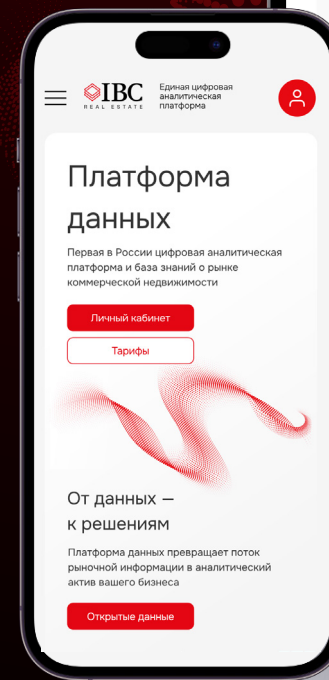 IBC
REAL ESTATE
Единая цифровая
аналитическая
платформа
Платформа
данных
Первая в России цифровая аналитическая
платформа и база знаний о рынке
коммерческой недвижимости
Личный кабинет
Тарифы
От данных —
к решениям
Платформа данных превращает поток
рыночной информации в аналитический
актив вашего бизнеса
Открытые данные